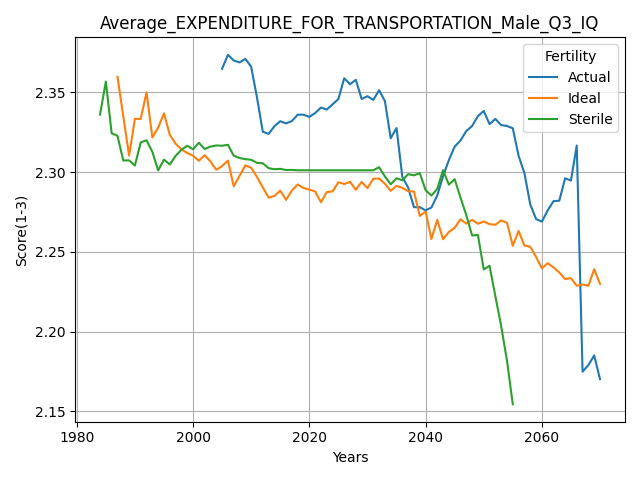 Average_EXPENDITURE_FOR_TRANSPORTATION_Male_Q3_IQ
Fertility
Actual
Ideal
Sterile
Score(1-3)
2.35
2.30
2.25
2.20
2.15
1980
2000
2020
2040
2060
Years